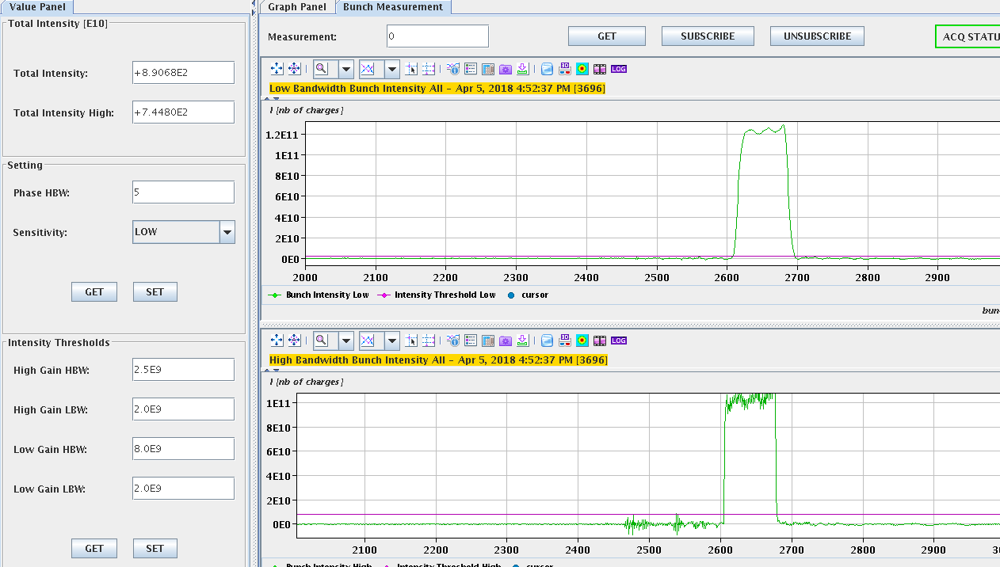 Value Panel
Total Intensity [E10]
Total Intensity: +8.9068E2
Total Intensity High: +7.4480E2
Setting
Phase HBW: 5
Sensitivity: LOW
GET SET
Intensity Thresholds
High Gain HBW: 2.5E9
High Gain LBW: 2.0E9
Low Gain HBW: 8.0E9
Low Gain LBW: 2.0E9
GET SET
Graph Panel Bunch Measurement
Measurement: 0 GET SUBSCRIBE UNSUBSCRIBE ACQ STATU
3D LOG
Low Bandwidth Bunch Intensity All - Apr 5, 2018 4:52:37 PM [3696]
I [nb of charges]
1.2E11
1E11
8E10
6E10
4E10
2E10
0E0
2000 2100 2200 2300 2400 2500 2600 2700 2800 2900
Bunch Intensity Low Intensity Threshold Low cursor
bun
3D LOG
High Bandwidth Bunch Intensity All - Apr 5, 2018 4:52:37 PM [3696]
I [nb of charges]
1E11
8E10
6E10
4E10
2E10
0E0
2100 2200 2300 2400 2500 2600 2700 2800 2900 30
Bunch Intensity High Intensity Threshold High cursor